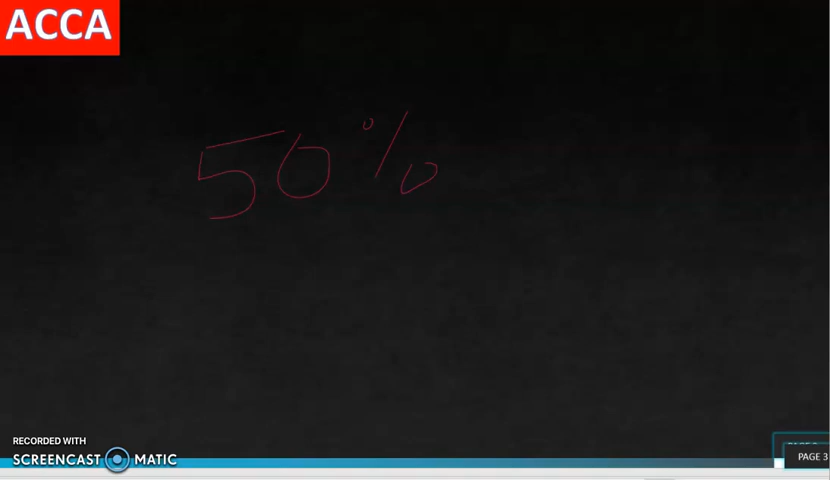 ACCA
50%
RECORDED WITH
SCREENCAST MATIC
PAGE 3